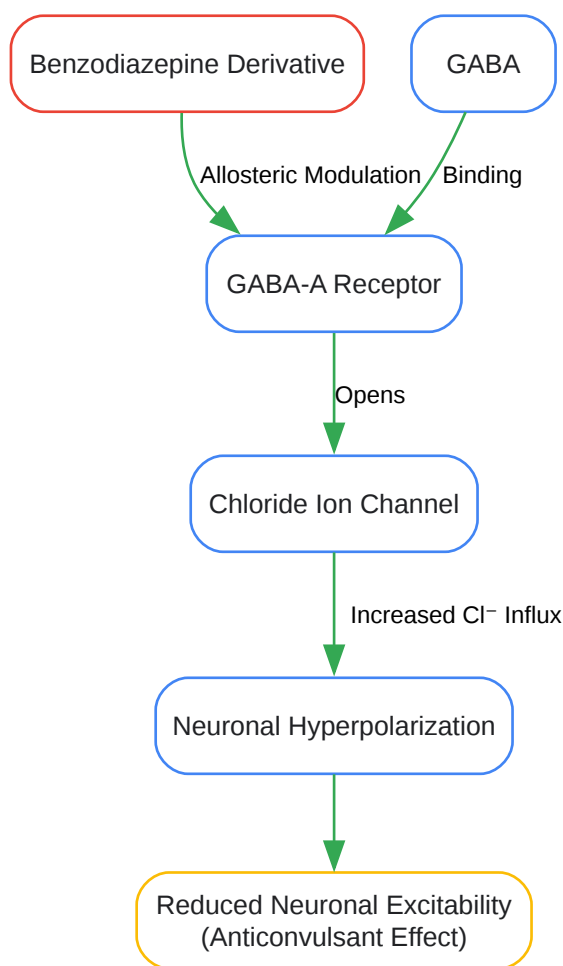 Benzodiazepine Derivative
GABA
Allosteric Modulation
Binding
GABA-A Receptor
Opens
Chloride Ion Channel
Increased Cl⁻ Influx
Neuronal Hyperpolarization
Reduced Neuronal Excitability
(Anticonvulsant Effect)